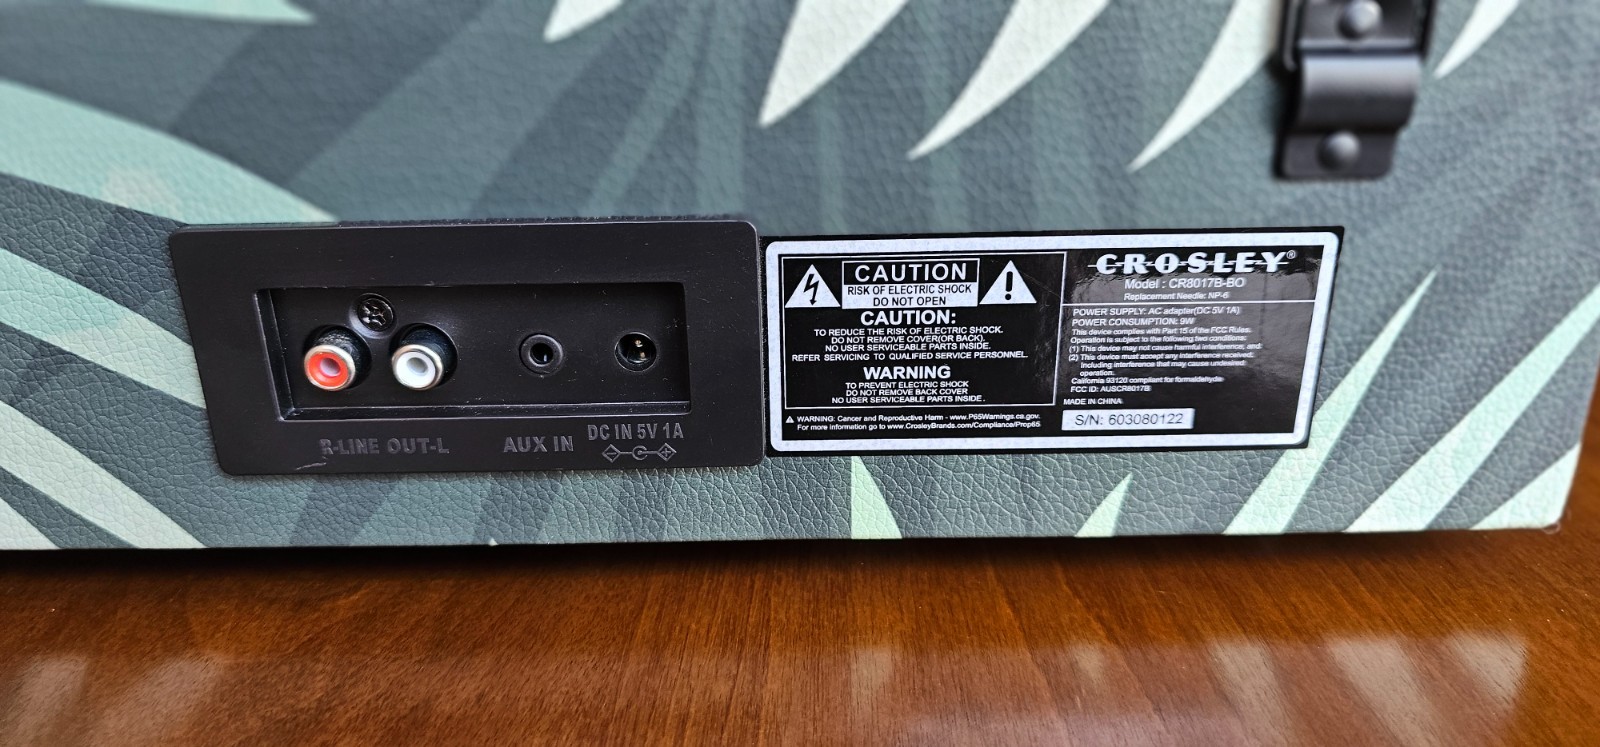 R-LINE OUT-L
AUX IN
DC IN 5V 1A
CAUTION
RISK OF ELECTRIC SHOCK
DO NOT OPEN
CAUTION:
TO REDUCE THE RISK OF ELECTRIC SHOCK.
DO NOT REMOVE COVER(OR BACK).
NO USER SERVICEABLE PARTS INSIDE.
REFER SERVICING TO QUALIFIED SERVICE PERSONNEL.
WARNING
TO PREVENT ELECTRIC SHOCK
DO NOT REMOVE BACK COVER
NO USER SERVICEABLE PARTS INSIDE.
WARNING: Cancer and Reproductive Harm - www.P65Warnings.ca.gov.
For more information go to www.CrosleyBrands.com/Compliance/Prop65
CROSLEY®
Model : CR8017B-BO
Replacement Needle: NP-6
POWER SUPPLY: AC adapter(DC 5V 1A)
POWER CONSUMPTION: 9W
This device complies with Part 15 of the FCC Rules.
Operation is subject to the following two conditions:
(1) This device may not cause harmful interference, and
(2) This device must accept any interference received,
Including interference that may cause undesired
operation.
California 93120 compliant for formaldehyde
FCC ID: AUSCR8017B
MADE IN CHINA
S/N: 603080122